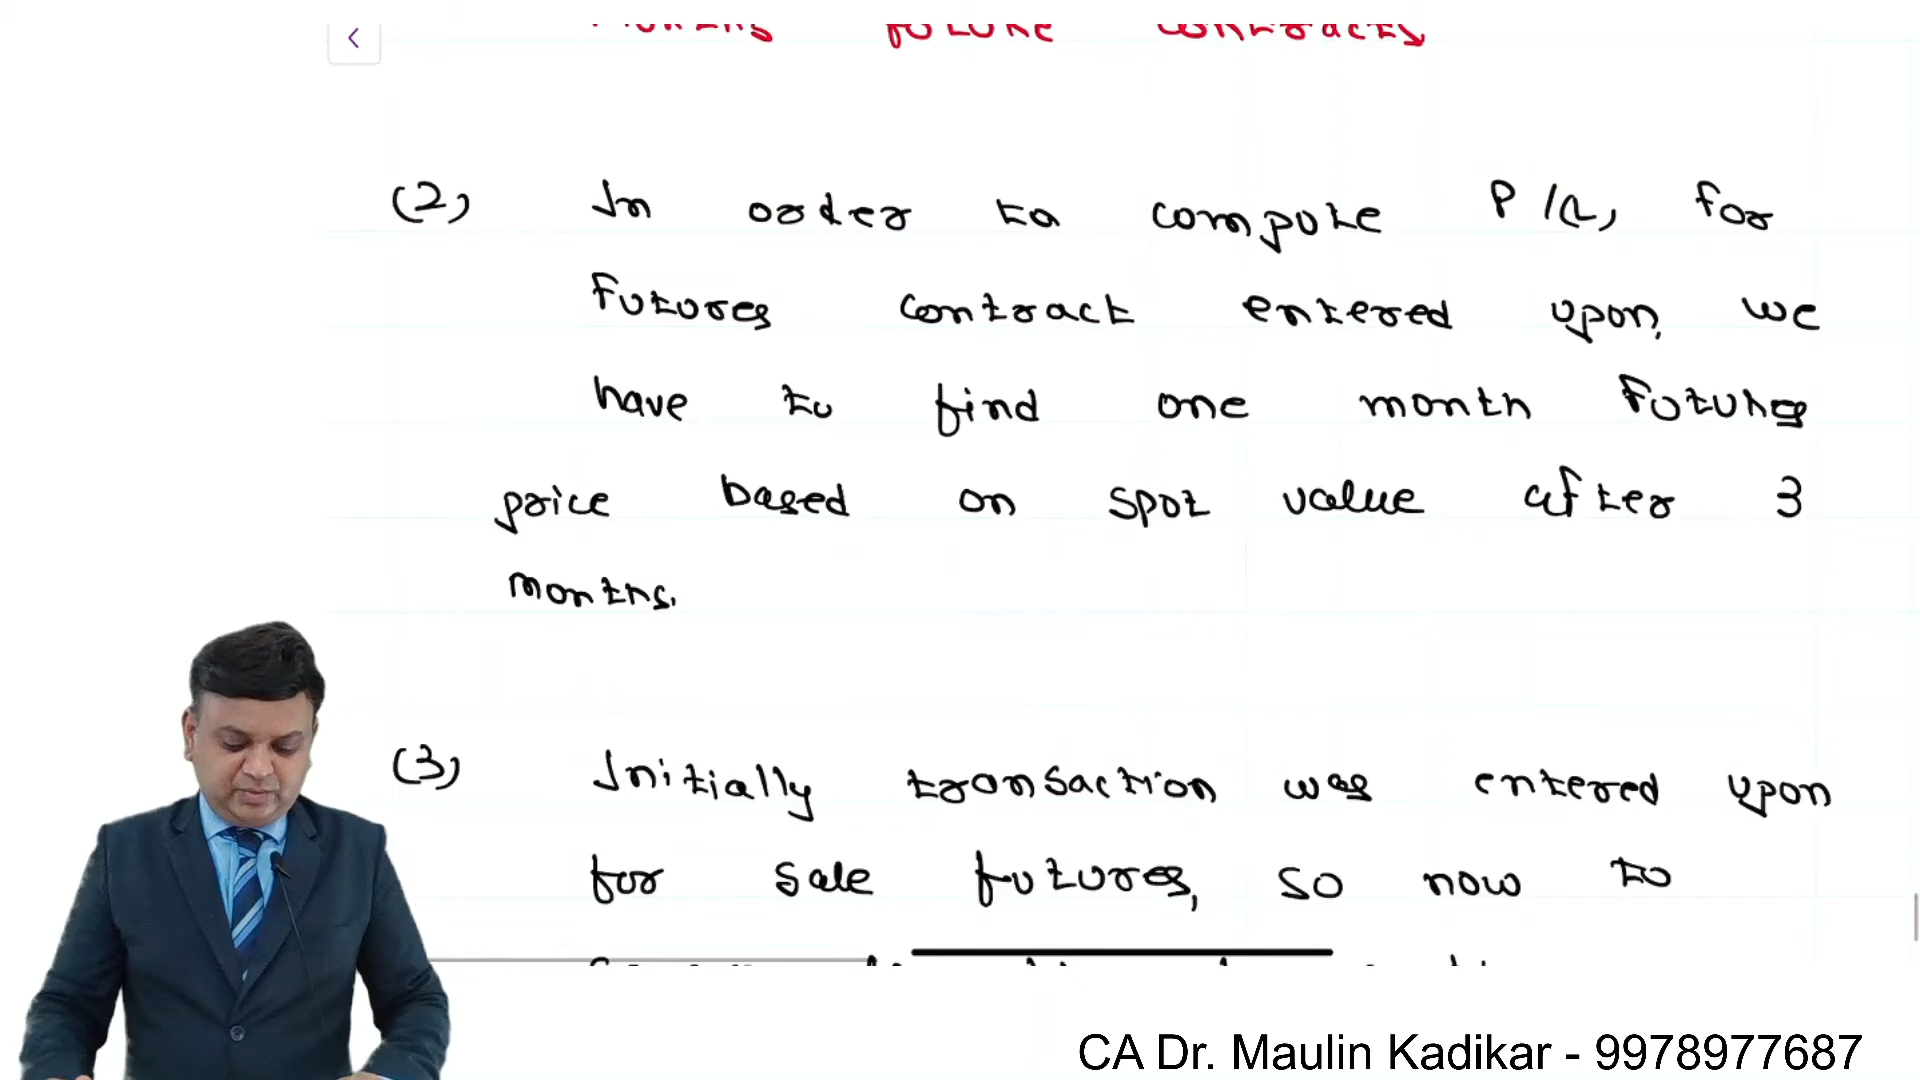 future contracts
(2) In order to compute P/L, for
Futures contract entered upon, we
have to find one month Futures
price based on spot value after 3
months.
(3) Initially transaction was entered upon
for sale futures, so now to
CA Dr. Maulin Kadikar - 9978977687